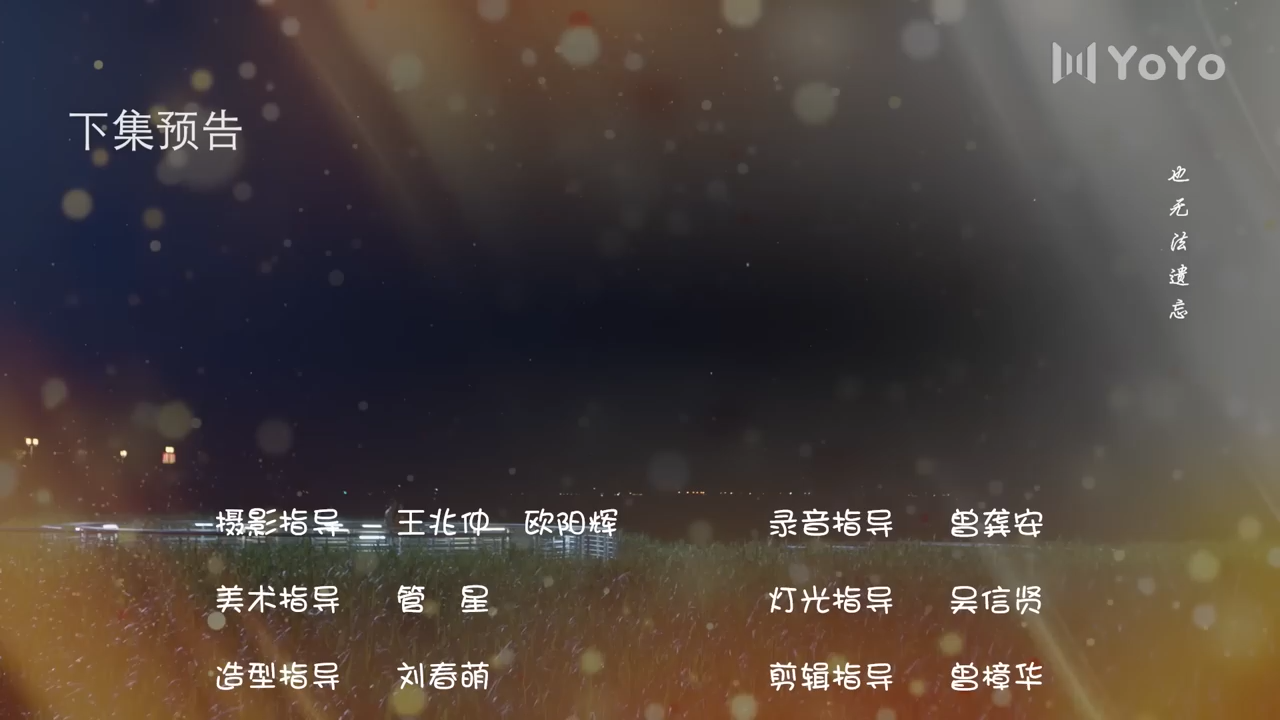 YoYo
下集预告
也无法遗忘
摄影指导 王兆仲 欧阳辉 录音指导 曾龚安
美术指导 管 星 灯光指导 吴信贤
造型指导 刘春萌 剪辑指导 曾樟华